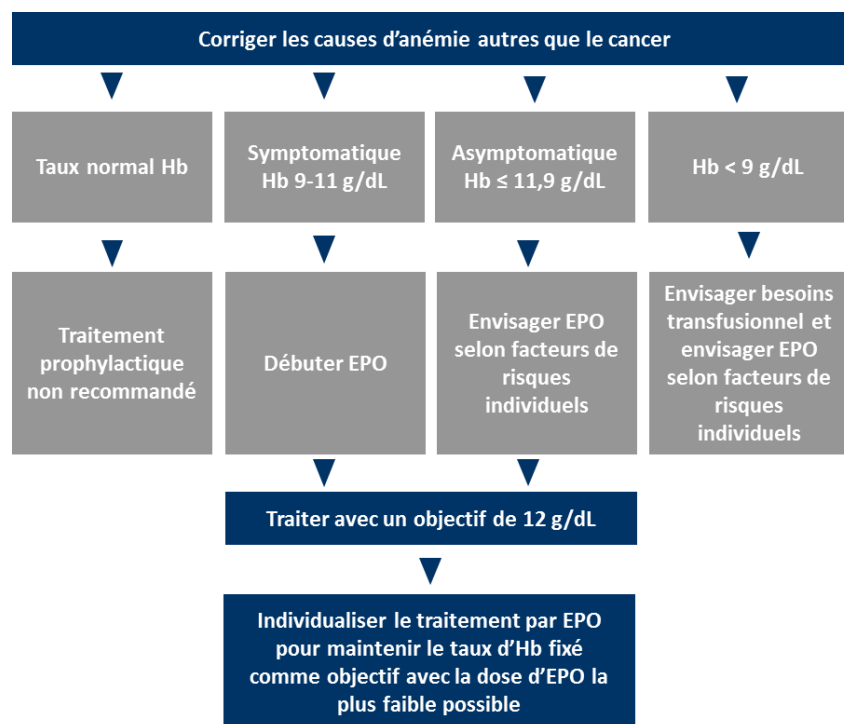 Corriger les causes d’anémie autres que le cancer
Taux normal Hb
Symptomatique
Hb 9-11 g/dL
Asymptomatique
Hb ≤ 11,9 g/dL
Hb < 9 g/dL
Traitement
prophylactique
non recommandé
Débuter EPO
Envisager EPO
selon facteurs de
risques
individuels
Envisager besoins
transfusionnel et
envisager EPO
selon facteurs de
risques
individuels
Traiter avec un objectif de 12 g/dL
Individualiser le traitement par EPO
pour maintenir le taux d’Hb fixé
comme objectif avec la dose d’EPO la
plus faible possible